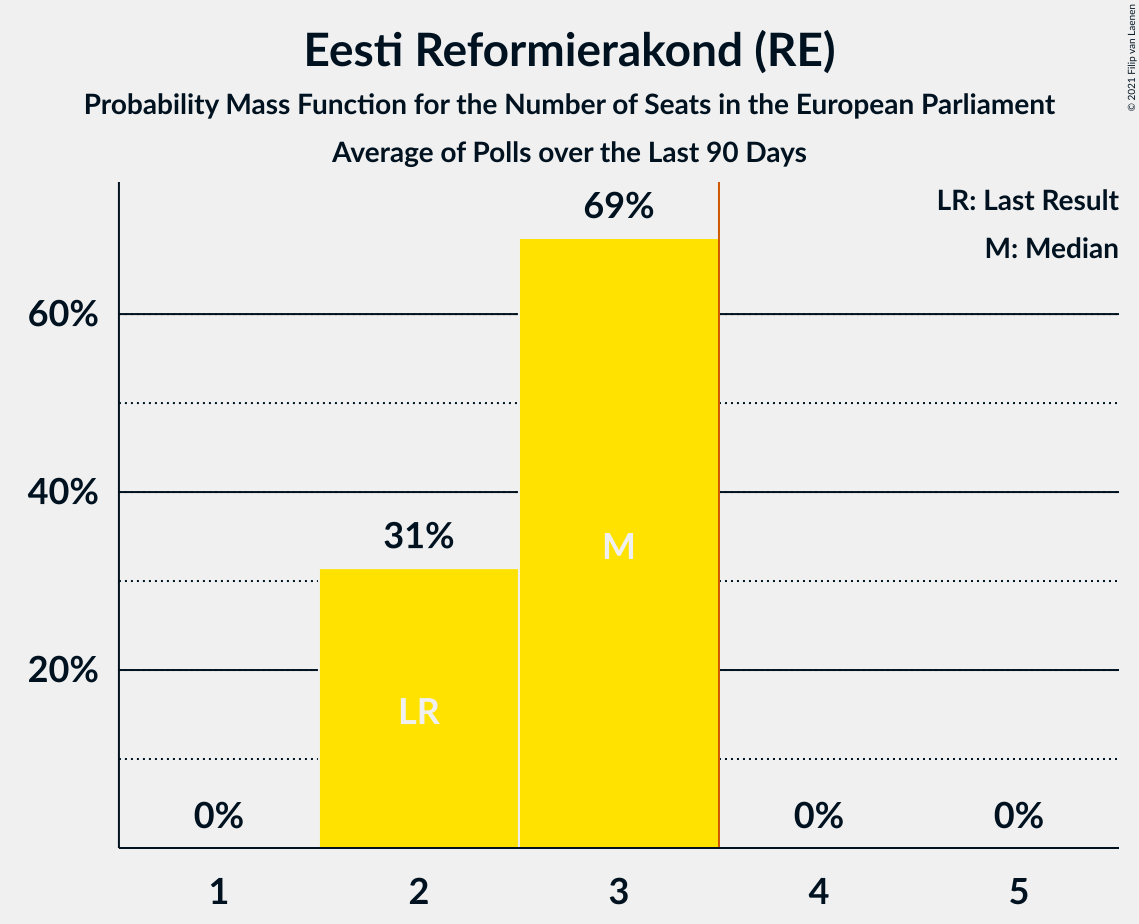 Eesti Reformierakond (RE)
Probability Mass Function for the Number of Seats in the European Parliament
Average of Polls over the Last 90 Days
© 2021 Filip van Laenen
LR: Last Result
M: Median
69%
60%
40%
31%
M
20%
LR
0%
0%
0%
1 2 3 4 5